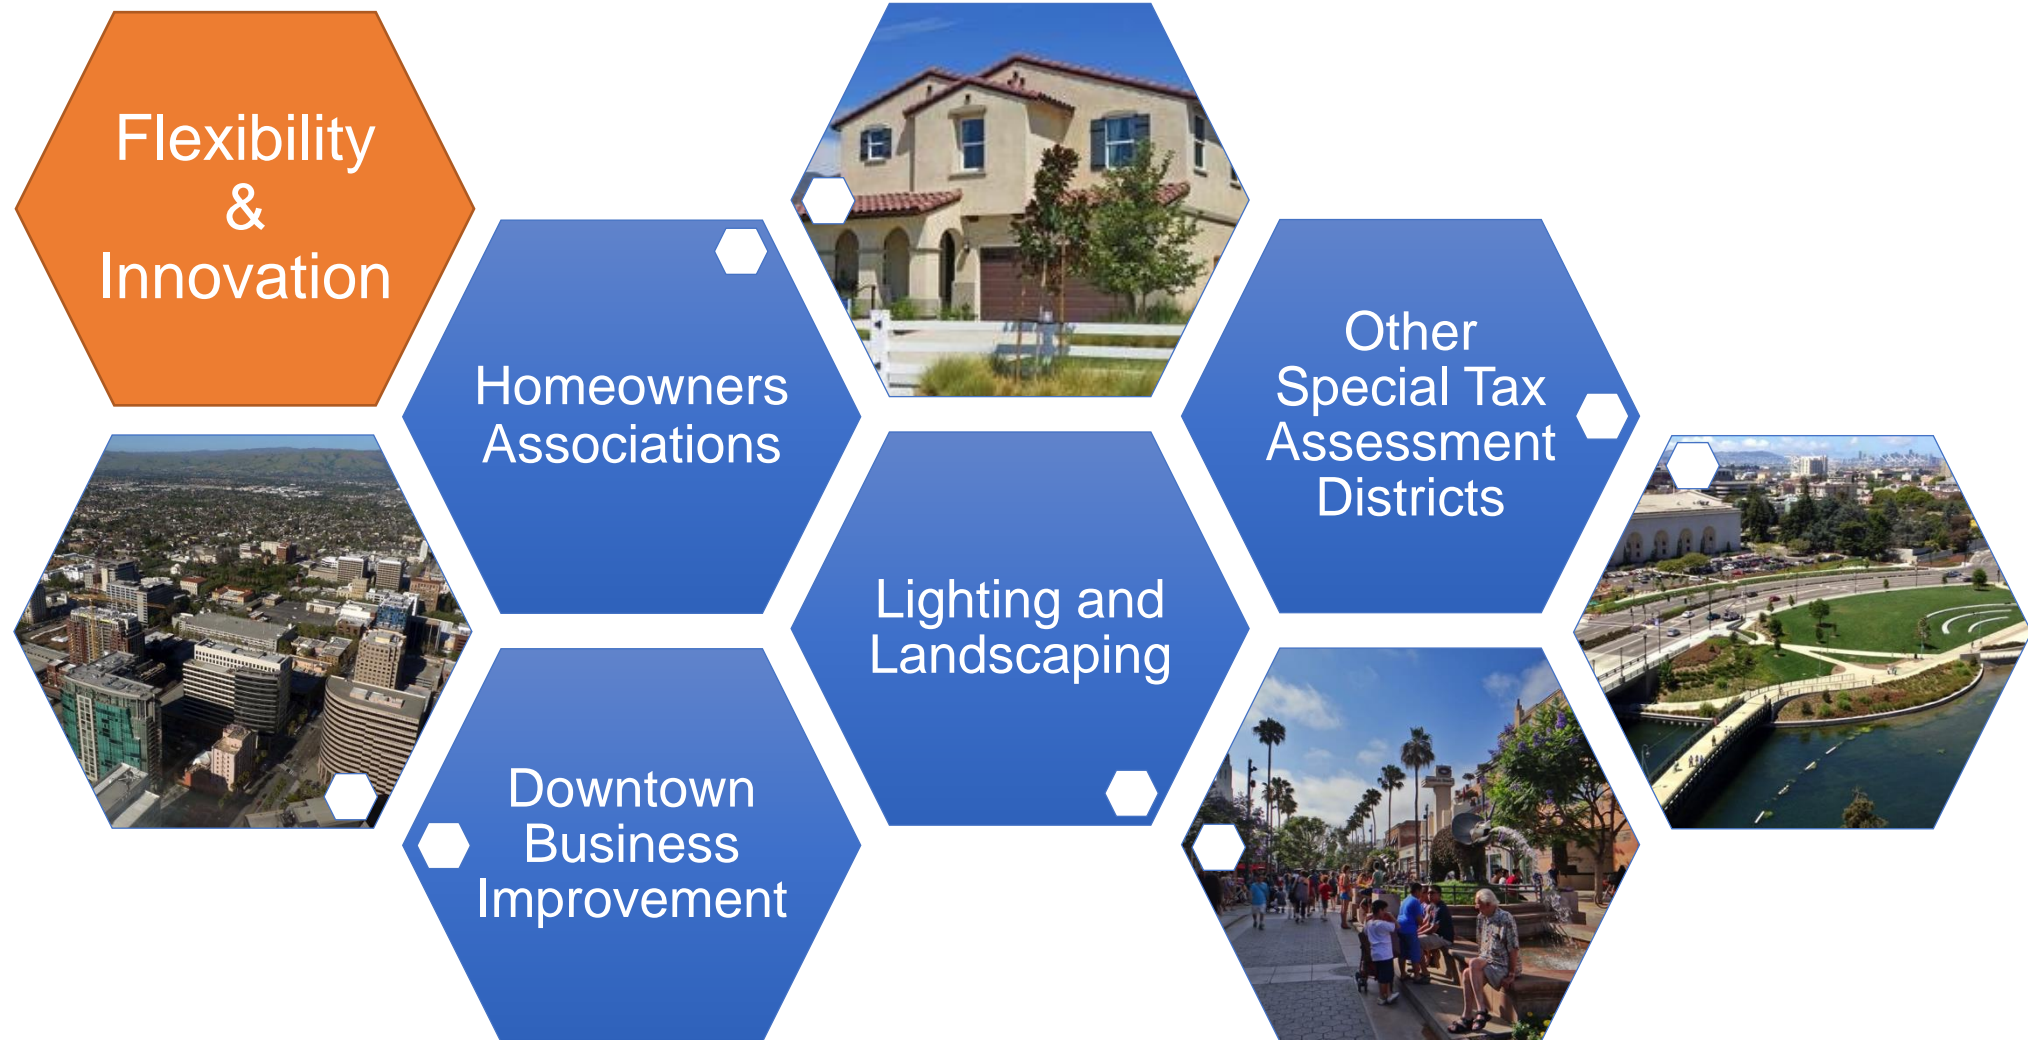 Flexibility
&
Innovation
Homeowners
Associations
Other
Special Tax
Assessment
Districts
Lighting and
Landscaping
Downtown
Business
Improvement